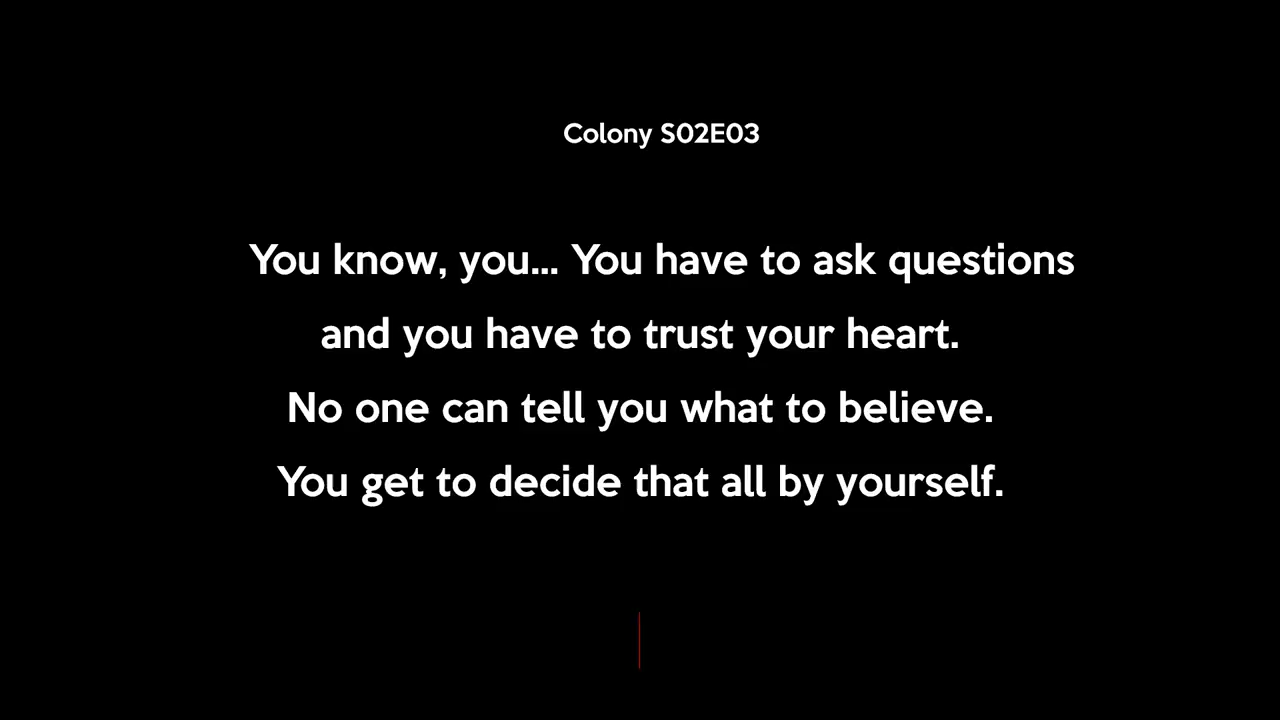 Colony S02E03
You know, you... You have to ask questions
and you have to trust your heart.
No one can tell you what to believe.
You get to decide that all by yourself.